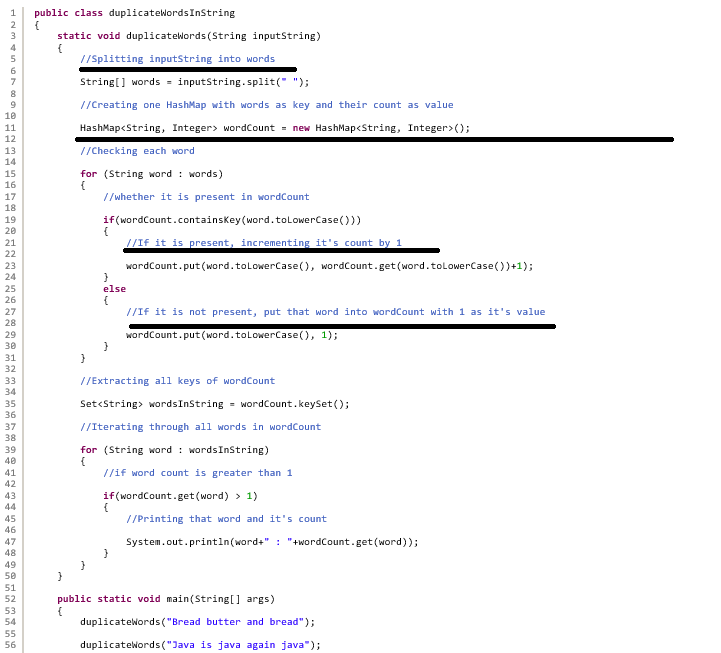 1 public class duplicateWordsInString
2 {
3 static void duplicateWords(String inputString)
4 {
5 //Splitting inputString into words
6
7 String[] words = inputString.split(" ");
8
9 //Creating one HashMap with words as key and their count as value
10
11 HashMap<String, Integer> wordCount = new HashMap<String, Integer>();
12
13 //Checking each word
14
15 for (String word : words)
16 {
17 //whether it is present in wordCount
18
19 if(wordCount.containsKey(word.toLowerCase()))
20 {
21 //If it is present, incrementing it's count by 1
22
23 wordCount.put(word.toLowerCase(), wordCount.get(word.toLowerCase())+1);
24 }
25 else
26 {
27 //If it is not present, put that word into wordCount with 1 as it's value
28
29 wordCount.put(word.toLowerCase(), 1);
30 }
31 }
32
33 //Extracting all keys of wordCount
34
35 Set<String> wordsInString = wordCount.keySet();
36
37 //Iterating through all words in wordCount
38
39 for (String word : wordsInString)
40 {
41 //if word count is greater than 1
42
43 if(wordCount.get(word) > 1)
44 {
45 //Printing that word and it's count
46
47 System.out.println(word+" : "+wordCount.get(word));
48 }
49 }
50 }
51
52 public static void main(String[] args)
53 {
54 duplicateWords("Bread butter and bread");
55
56 duplicateWords("Java is java again java");